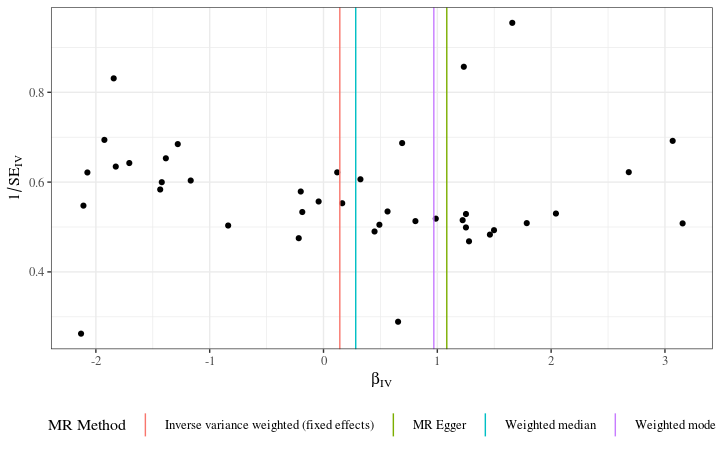 1/SE_IV
0.8
0.6
0.4
-2 -1 0 1 2 3
β_IV
MR Method Inverse variance weighted (fixed effects) MR Egger Weighted median Weighted mode